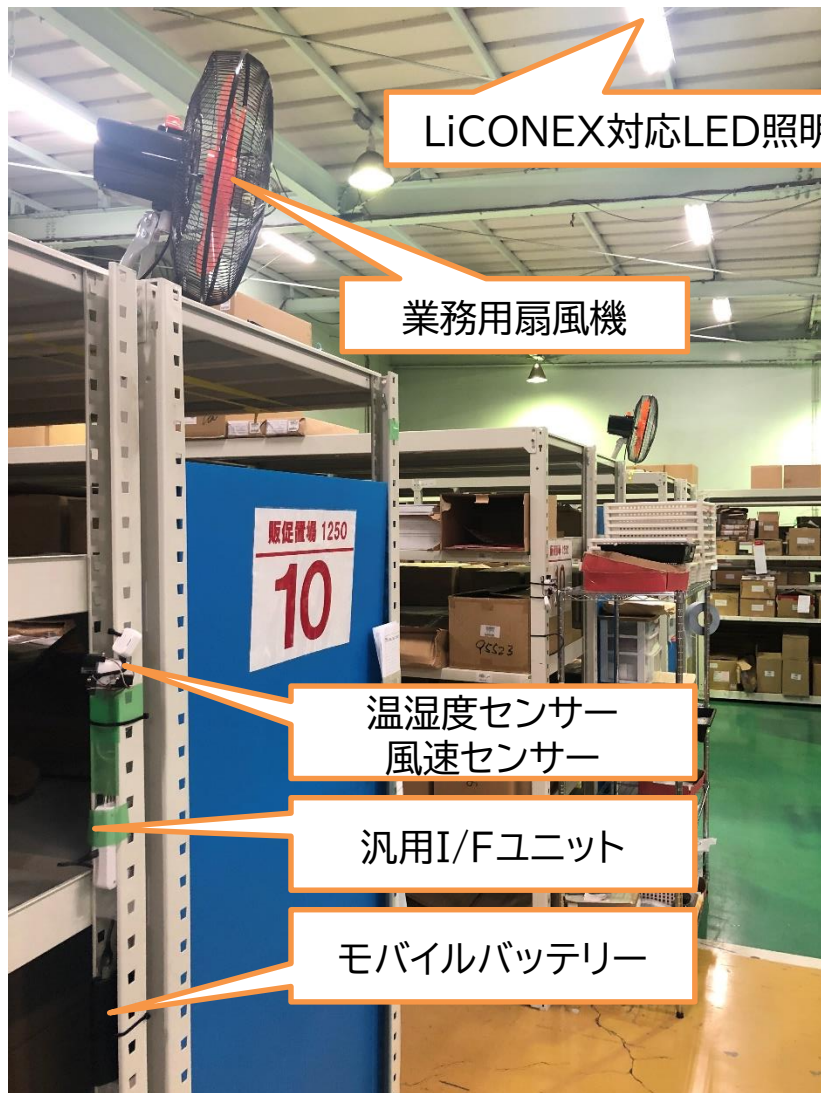 LiCONEX対応LED照明
業務用扇風機
販促置場 1250
10
95523
温湿度センサー
風速センサー
汎用I/Fユニット
モバイルバッテリー